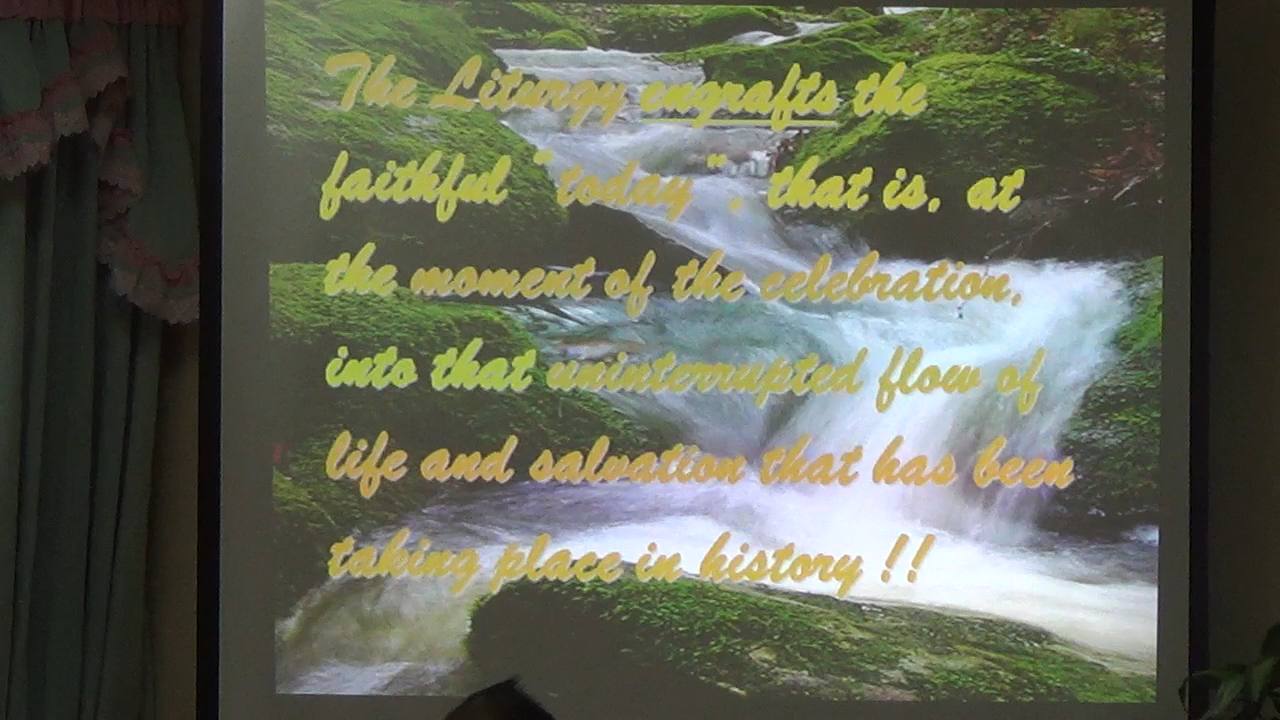 The Liturgy engrafts the
faithful "today", that is, at
the moment of the celebration,
into that uninterrupted flow of
life and salvation that has been
taking place in history !!